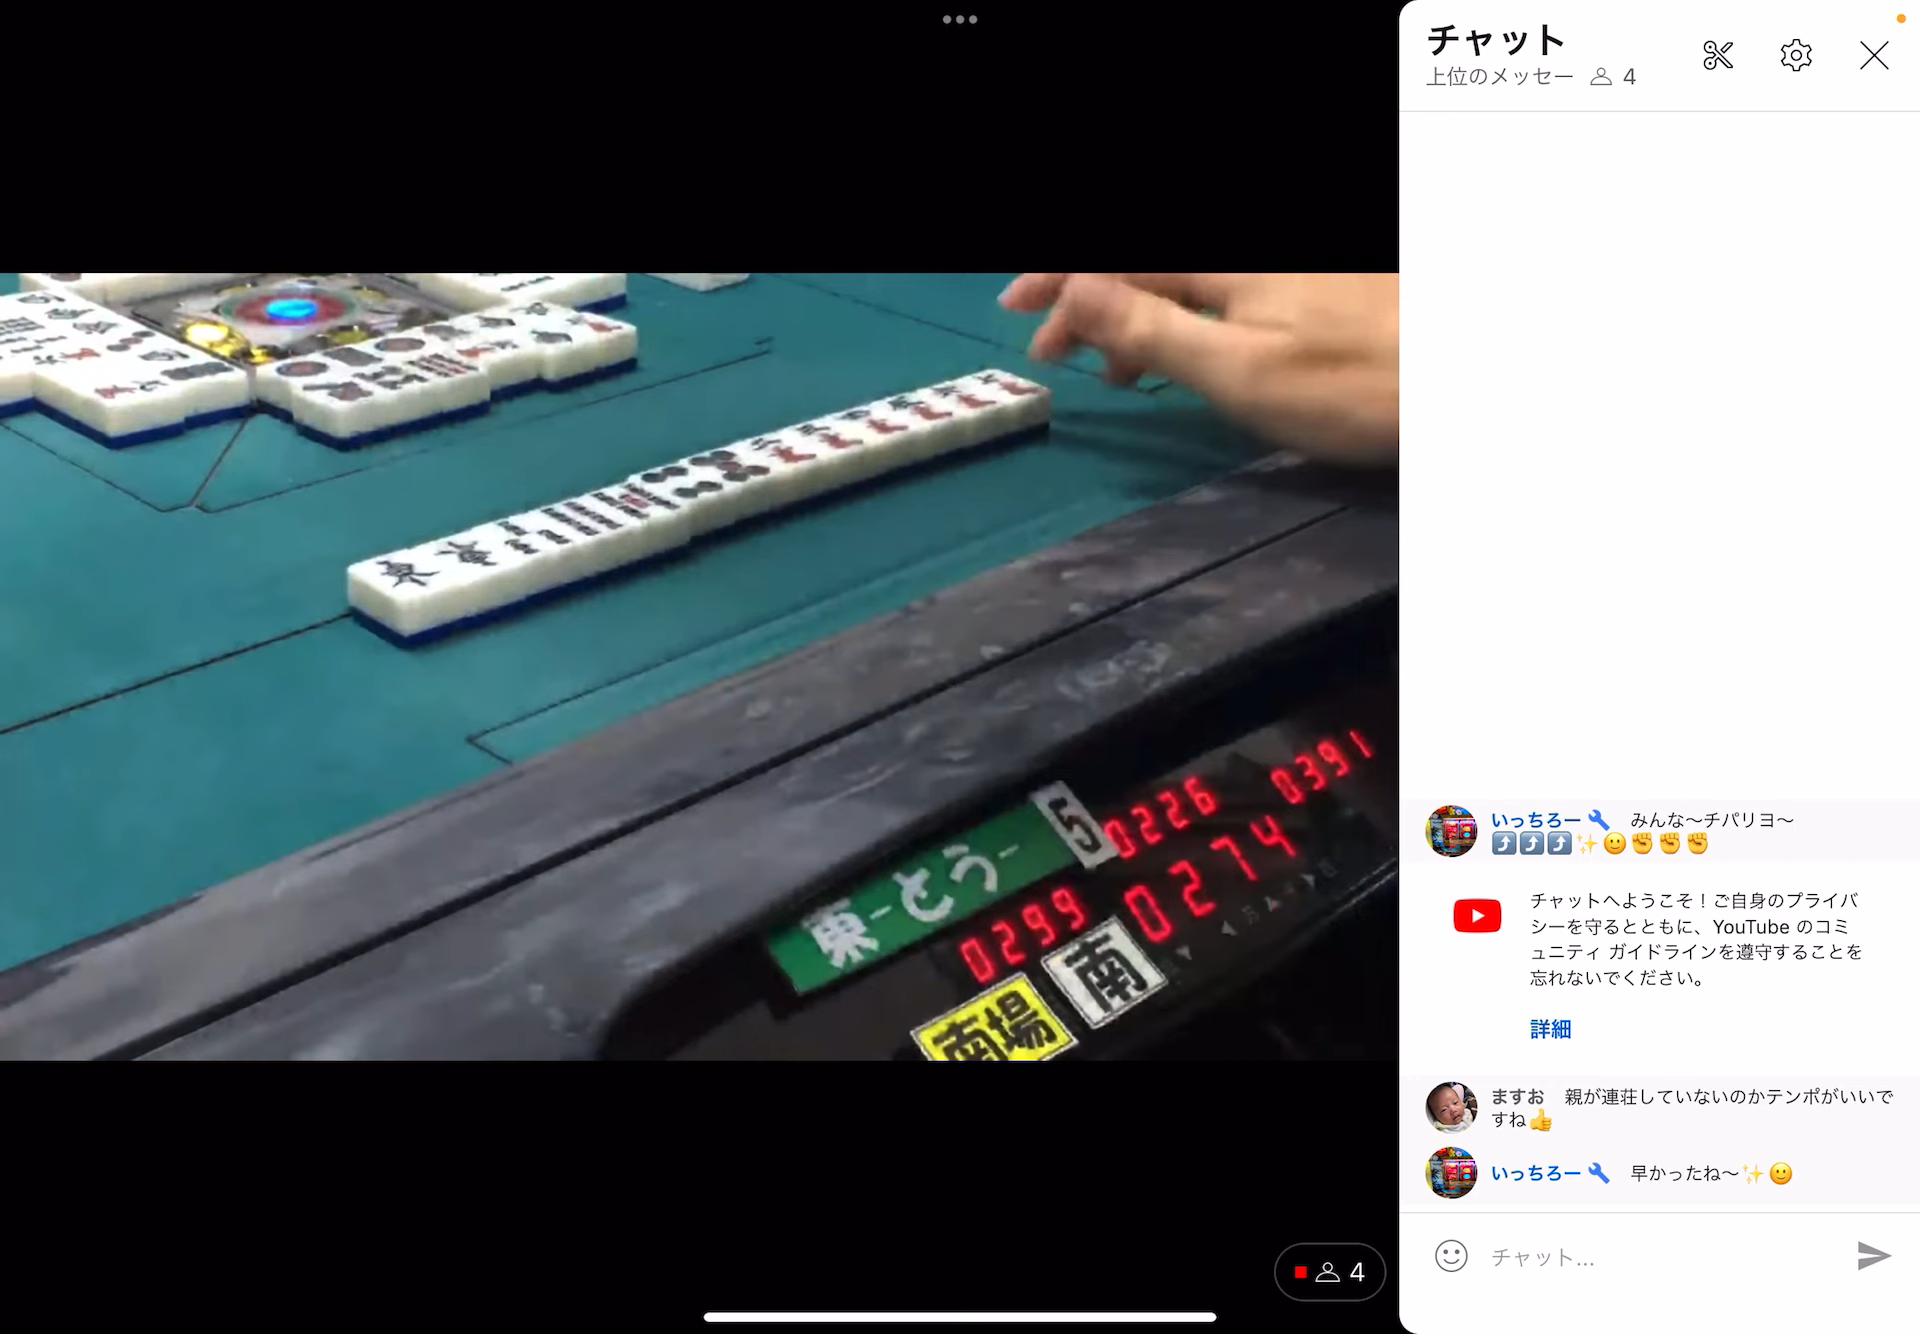 チャット
上位のメッセー 4
東
東
東-とう-
5
0226
0391
0299
0274
南場
南
4
いっちろー みんな〜チパリヨ〜
⤴️⤴️⤴️✨🙂✊✊✊
チャットへようこそ！ご自身のプライバ
シーを守るとともに、YouTube のコミ
ュニティ ガイドラインを遵守することを
忘れないでください。
詳細
ますお 親が連荘していないのかテンポがいいで
すね👍
いっちろー 早かったね〜✨🙂
チャット...